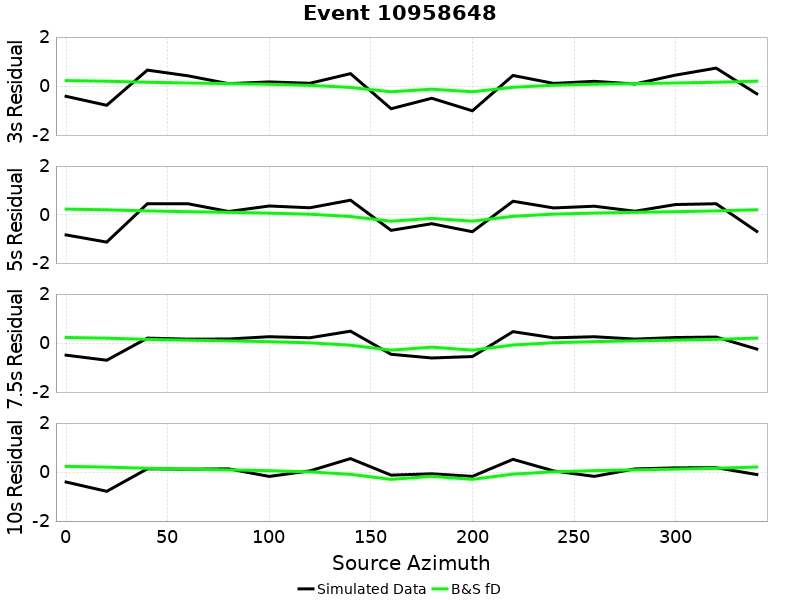 Event 10958648
3s Residual
2
0
-2
5s Residual
2
0
-2
7.5s Residual
2
0
-2
10s Residual
2
0
-2
0 50 100 150 200 250 300
Source Azimuth
Simulated Data B&S fD